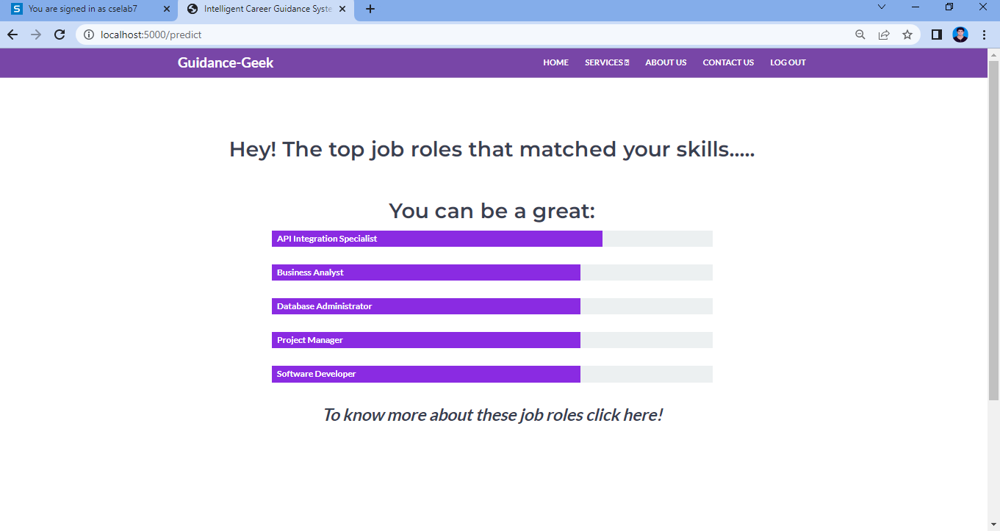 You are signed in as cselab7
Intelligent Career Guidance Syste
localhost:5000/predict
Guidance-Geek
HOME SERVICES ABOUT US CONTACT US LOG OUT
Hey! The top job roles that matched your skills.....
You can be a great:
API Integration Specialist
Business Analyst
Database Administrator
Project Manager
Software Developer
To know more about these job roles click here!